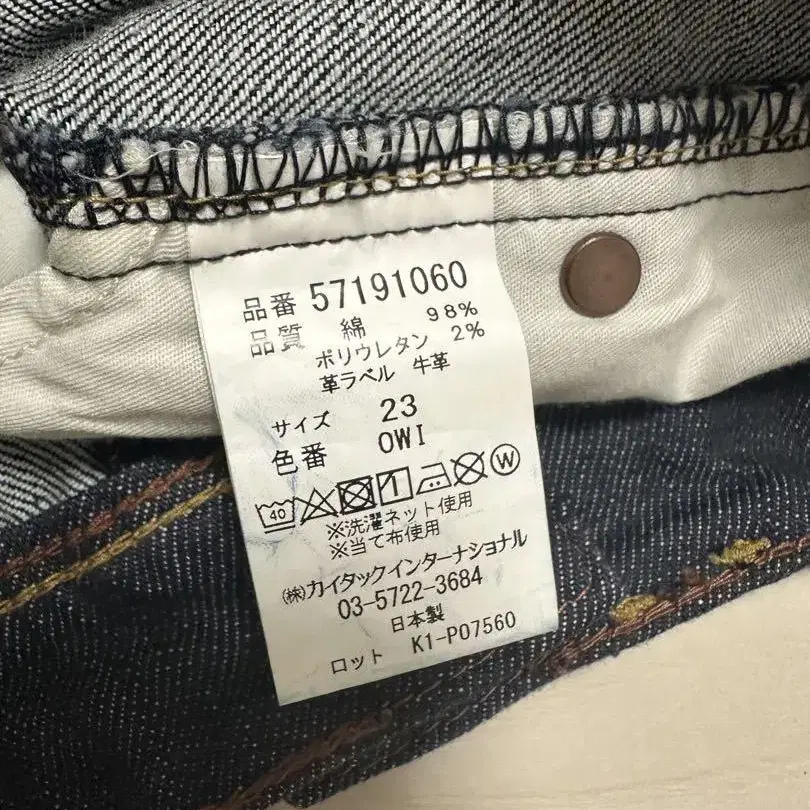 品番 57191060
品質 綿 98%
ポリウレタン 2%
革ラベル 牛革
サイズ 23
色番 OWI
40 W
※洗濯ネット使用
※当て布使用
㈱カイタックインターナショナル
03-5722-3684
日本製
ロット K1-P07560